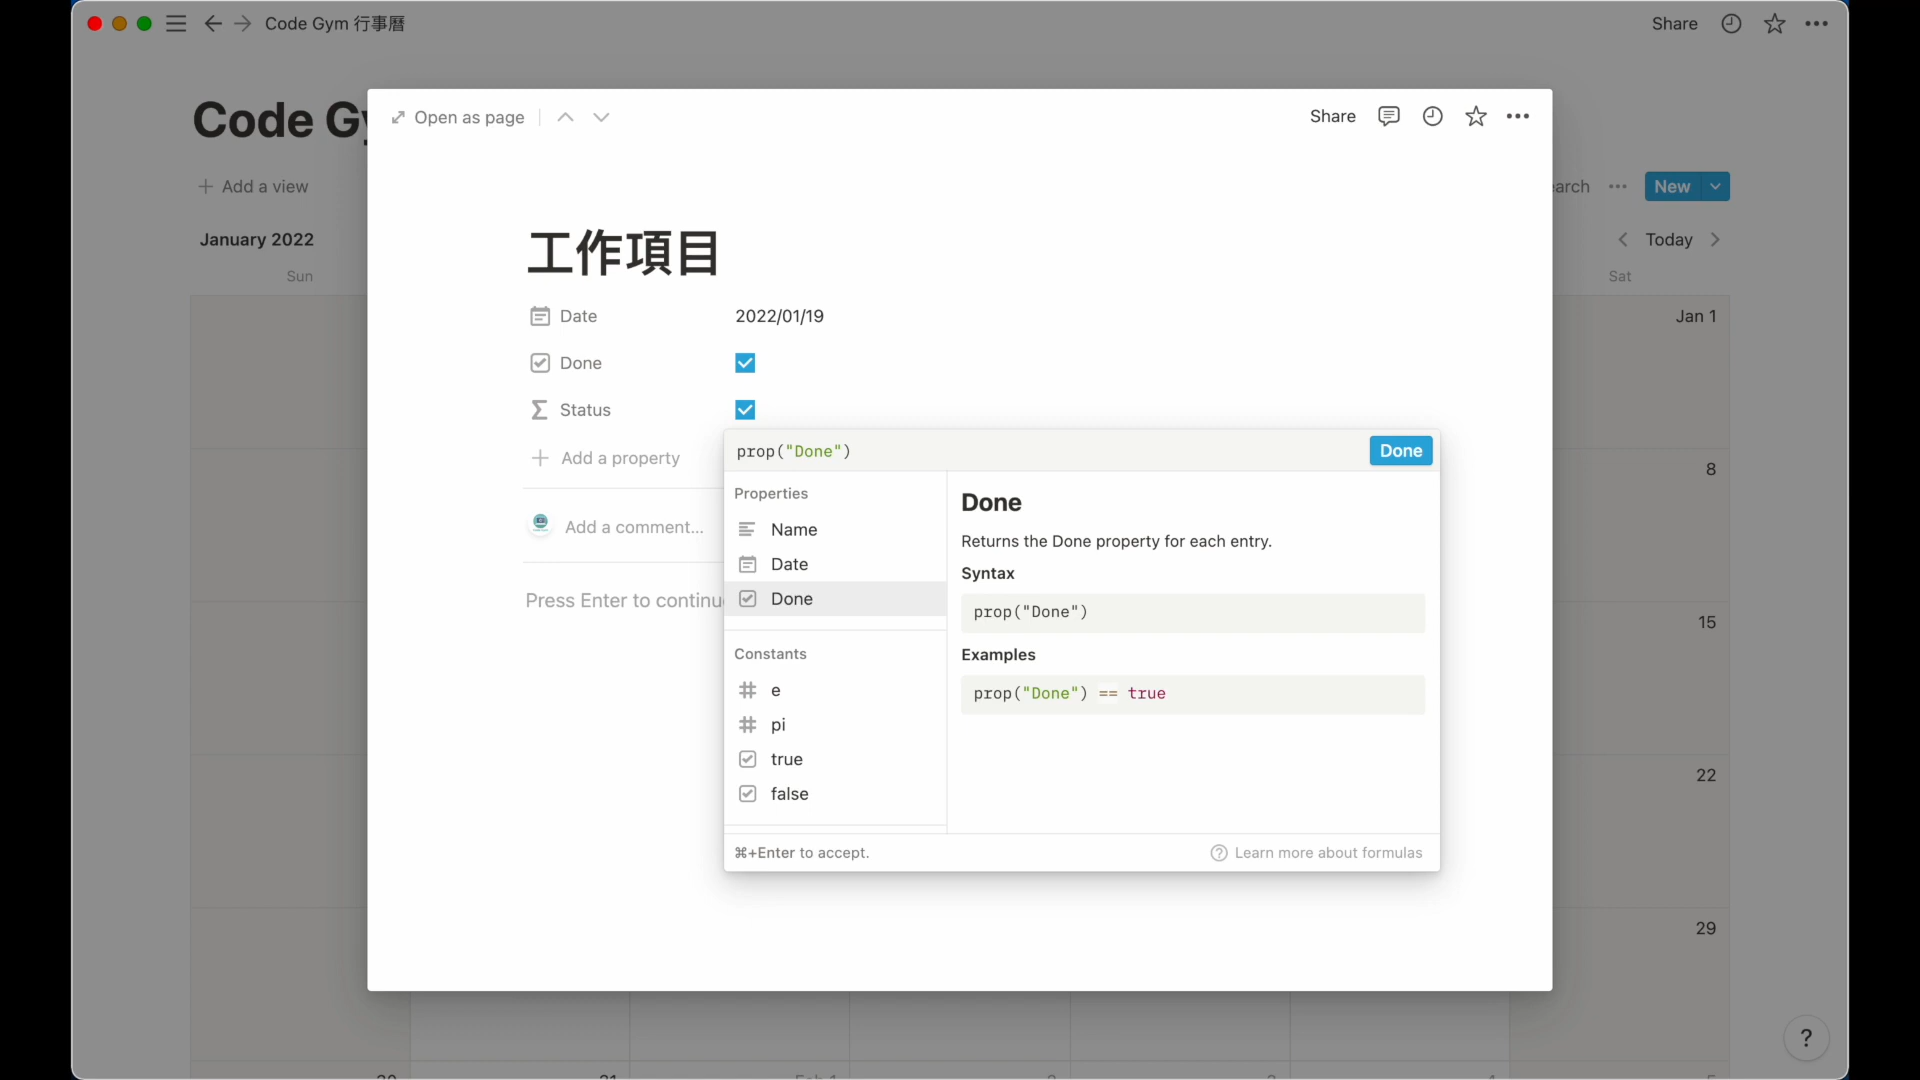 Code Gym 行事曆
Share
Code Gy
Add a view
arch
New
January 2022
Today
Sun
Sat
Jan 1
8
15
22
29
Open as page
Share
工作項目
Date
2022/01/19
Done
Status
Add a property
Add a comment...
Press Enter to continu
prop("Done")
Done
Properties
Name
Date
Done
Constants
e
pi
true
false
Done
Returns the Done property for each entry.
Syntax
prop("Done")
Examples
prop("Done") == true
⌘+Enter to accept.
Learn more about formulas
?